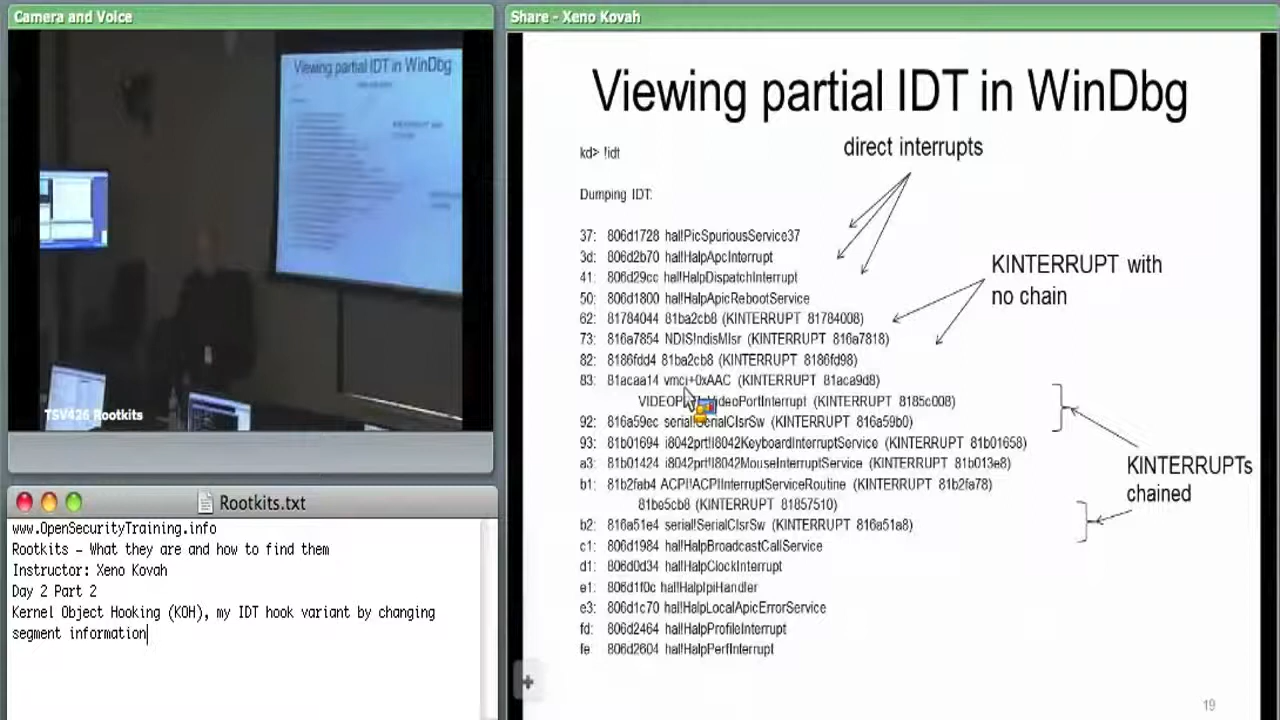 Camera and Voice
Viewing partial IDT in WinDbg
TSV426 Rootkits
Rootkits.txt
www.OpenSecurityTraining.info
Rootkits - What they are and how to find them
Instructor: Xeno Kovah
Day 2 Part 2
Kernel Object Hooking (KOH), my IDT hook variant by changing
segment information
Share - Xeno Kovah
Viewing partial IDT in WinDbg
direct interrupts
kd> !idt
Dumping IDT:
37: 806d1728 hal!PicSpuriousService37
3d: 806d2b70 hal!HalpApcInterrupt
41: 806d29cc hal!HalpDispatchInterrupt
50: 806d1800 hal!HalpApicRebootService
62: 81784044 81ba2cb8 (KINTERRUPT 81784008)
73: 816a7854 NDIS!ndisMIsr (KINTERRUPT 816a7818)
82: 8186fdd4 81ba2cb8 (KINTERRUPT 8186fd98)
83: 81acaa14 vmci+0xAAC (KINTERRUPT 81aca9d8)
(KINTERRUPT 8185c008)
92: 816a59ec serial!SerialCIsrSw (KINTERRUPT 816a59b0)
93: 81b01694 i8042prt!I8042KeyboardInterruptService (KINTERRUPT 81b01658)
a3: 81b01424 i8042prt!I8042MouseInterruptService (KINTERRUPT 81b013e8)
b1: 81b2fab4 ACPI!ACPIInterruptServiceRoutine (KINTERRUPT 81b2fa78)
81be5cb8 (KINTERRUPT 81857510)
b2: 816a51e4 serial!SerialCIsrSw (KINTERRUPT 816a51a8)
c1: 806d1984 hal!HalpBroadcastCallService
d1: 806d0d34 hal!HalpClockInterrupt
e1: 806d1f0c hal!HalpIpiHandler
e3: 806d1c70 hal!HalpLocalApicErrorService
fd: 806d2464 hal!HalpProfileInterrupt
fe 806d2604 hal!HalpPerfInterrupt
KINTERRUPT with
no chain
KINTERRUPTs
chained
19